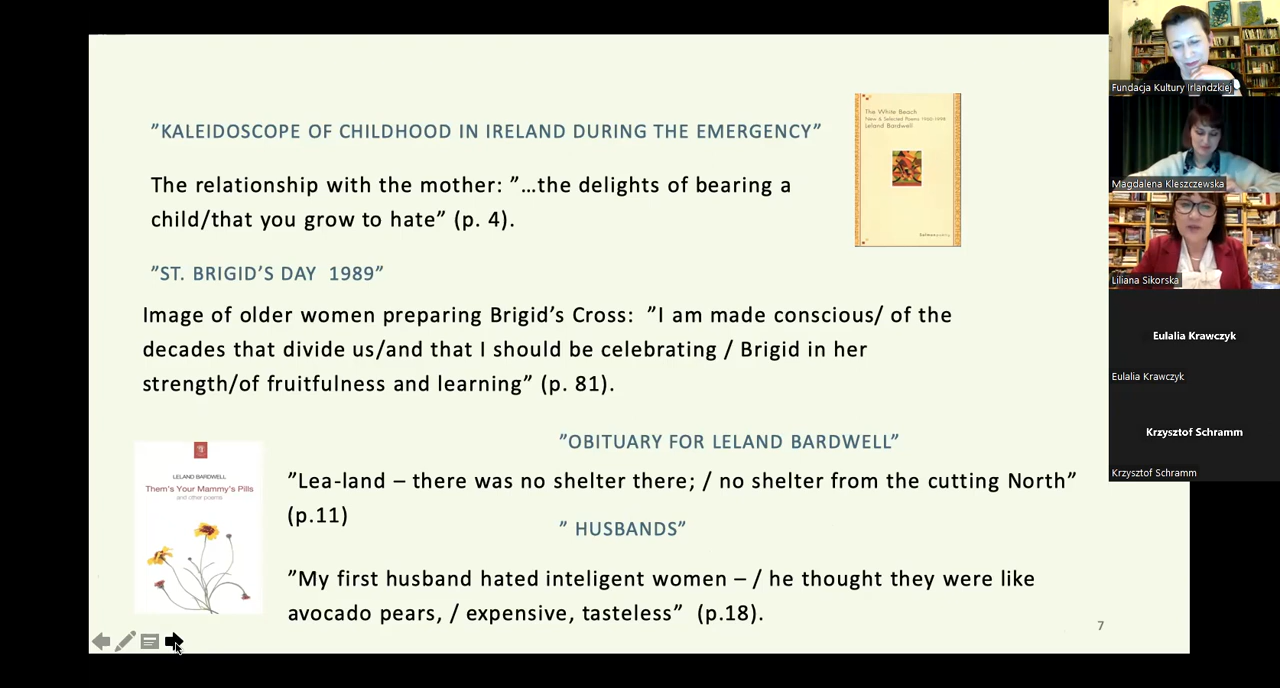 ”KALEIDOSCOPE OF CHILDHOOD IN IRELAND DURING THE EMERGENCY”
The relationship with the mother: ”…the delights of bearing a
child/that you grow to hate” (p. 4).
The White Beach
New & Selected Poems 1960-1998
Leland Bardwell
Salmonpoetry
”ST. BRIGID’S DAY 1989”
Image of older women preparing Brigid’s Cross: ”I am made conscious/ of the
decades that divide us/and that I should be celebrating / Brigid in her
strength/of fruitfulness and learning” (p. 81).
”OBITUARY FOR LELAND BARDWELL”
”Lea-land – there was no shelter there; / no shelter from the cutting North”
(p.11)
” HUSBANDS”
”My first husband hated inteligent women – / he thought they were like
avocado pears, / expensive, tasteless” (p.18).
LELAND BARDWELL
Them's Your Mammy's Pills
and other poems
7
Fundacja Kultury Irlandzkiej
Magdalena Kleszczewska
Liliana Sikorska
Eulalia Krawczyk
Eulalia Krawczyk
Krzysztof Schramm
Krzysztof Schramm